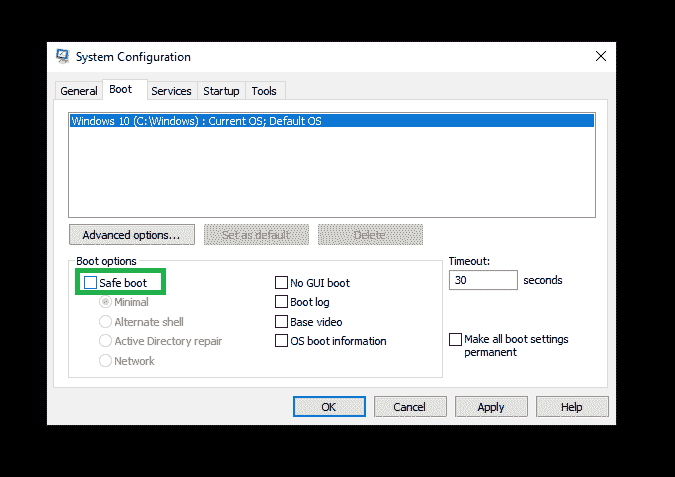 System Configuration
General Boot Services Startup Tools
Windows 10 (C:\Windows) : Current OS; Default OS
Advanced options... Set as default Delete
Boot options
Timeout:
Safe boot No GUI boot 30 seconds
Minimal Boot log
Alternate shell Base video
Active Directory repair OS boot information Make all boot settings
permanent
Network
OK Cancel Apply Help